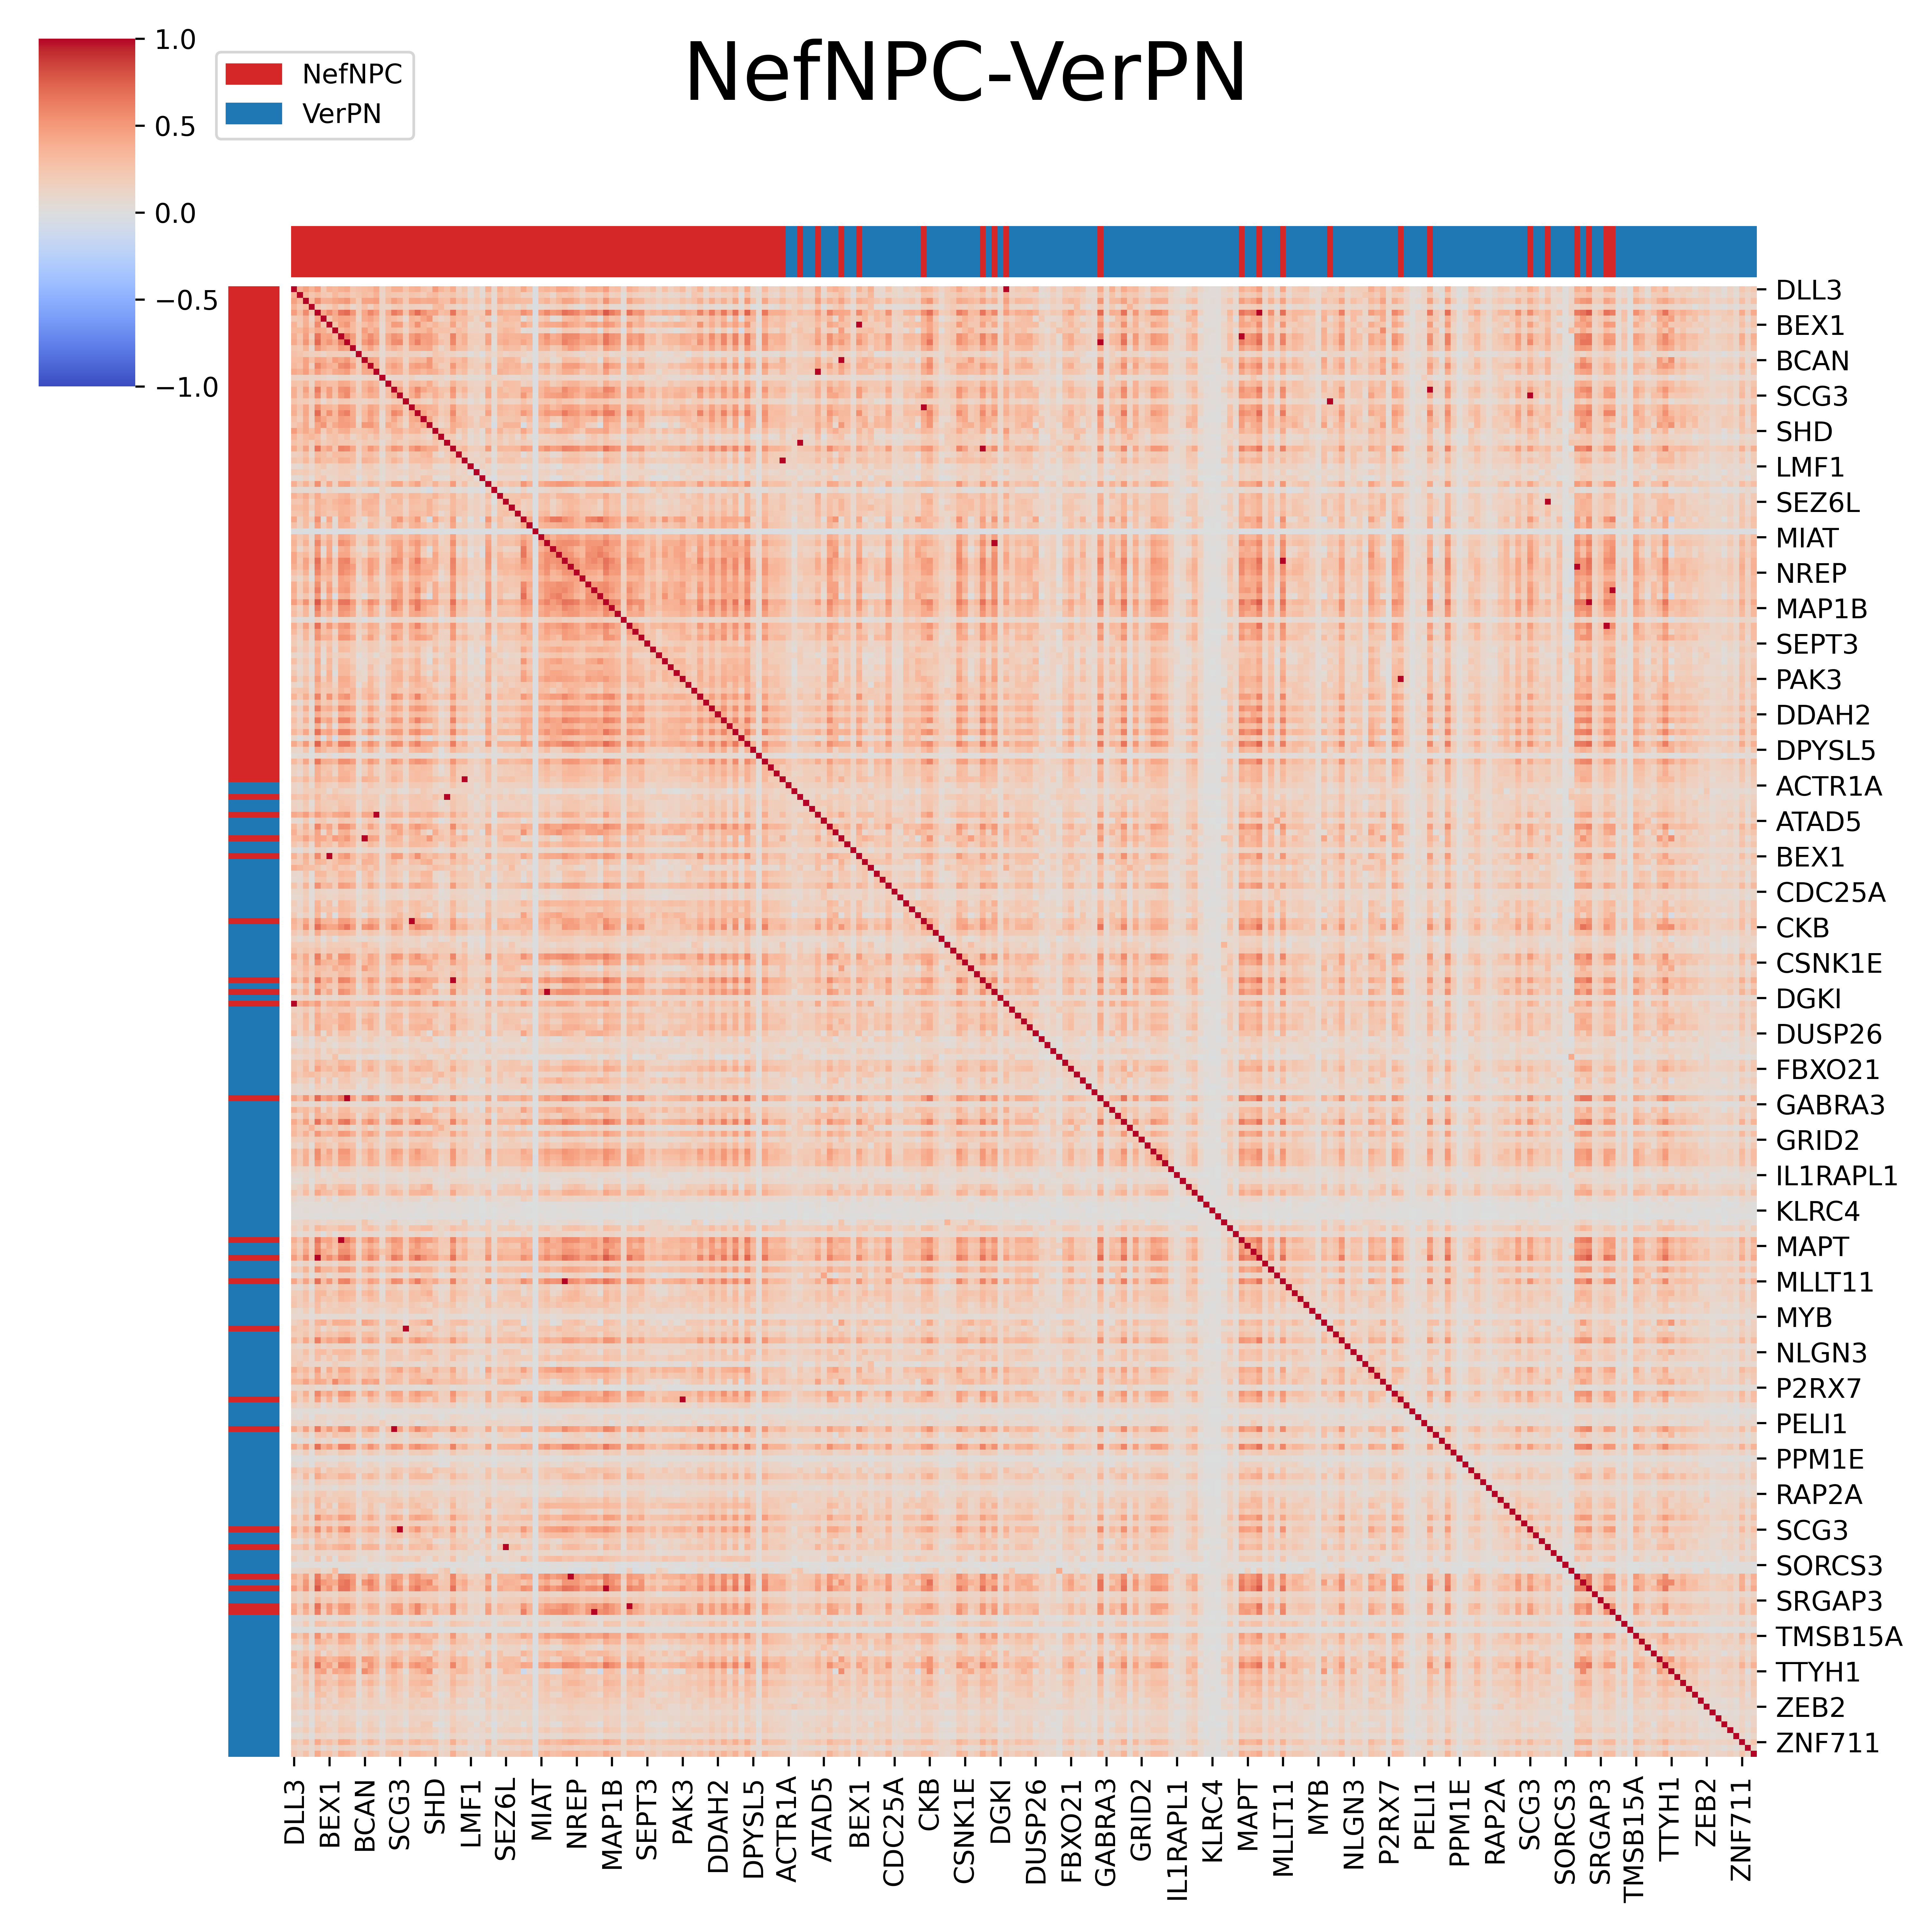 NefNPC-VerPN
1.0
0.5
0.0
−0.5
−1.0
NefNPC
VerPN
DLL3
BEX1
BCAN
SCG3
SHD
LMF1
SEZ6L
MIAT
NREP
MAP1B
SEPT3
PAK3
DDAH2
DPYSL5
ACTR1A
ATAD5
BEX1
CDC25A
CKB
CSNK1E
DGKI
DUSP26
FBXO21
GABRA3
GRID2
IL1RAPL1
KLRC4
MAPT
MLLT11
MYB
NLGN3
P2RX7
PELI1
PPM1E
RAP2A
SCG3
SORCS3
SRGAP3
TMSB15A
TTYH1
ZEB2
ZNF711
DLL3
BEX1
BCAN
SCG3
SHD
LMF1
SEZ6L
MIAT
NREP
MAP1B
SEPT3
PAK3
DDAH2
DPYSL5
ACTR1A
ATAD5
BEX1
CDC25A
CKB
CSNK1E
DGKI
DUSP26
FBXO21
GABRA3
GRID2
IL1RAPL1
KLRC4
MAPT
MLLT11
MYB
NLGN3
P2RX7
PELI1
PPM1E
RAP2A
SCG3
SORCS3
SRGAP3
TMSB15A
TTYH1
ZEB2
ZNF711